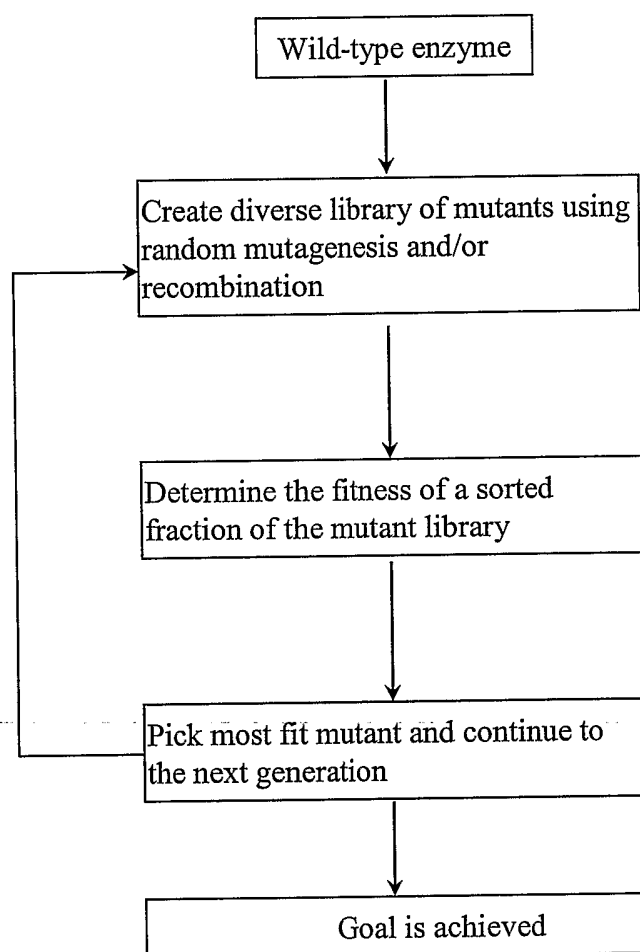 Wild-type enzyme
Create diverse library of mutants using
random mutagenesis and/or
recombination
Determine the fitness of a sorted
fraction of the mutant library
Pick most fit mutant and continue to
the next generation
Goal is achieved